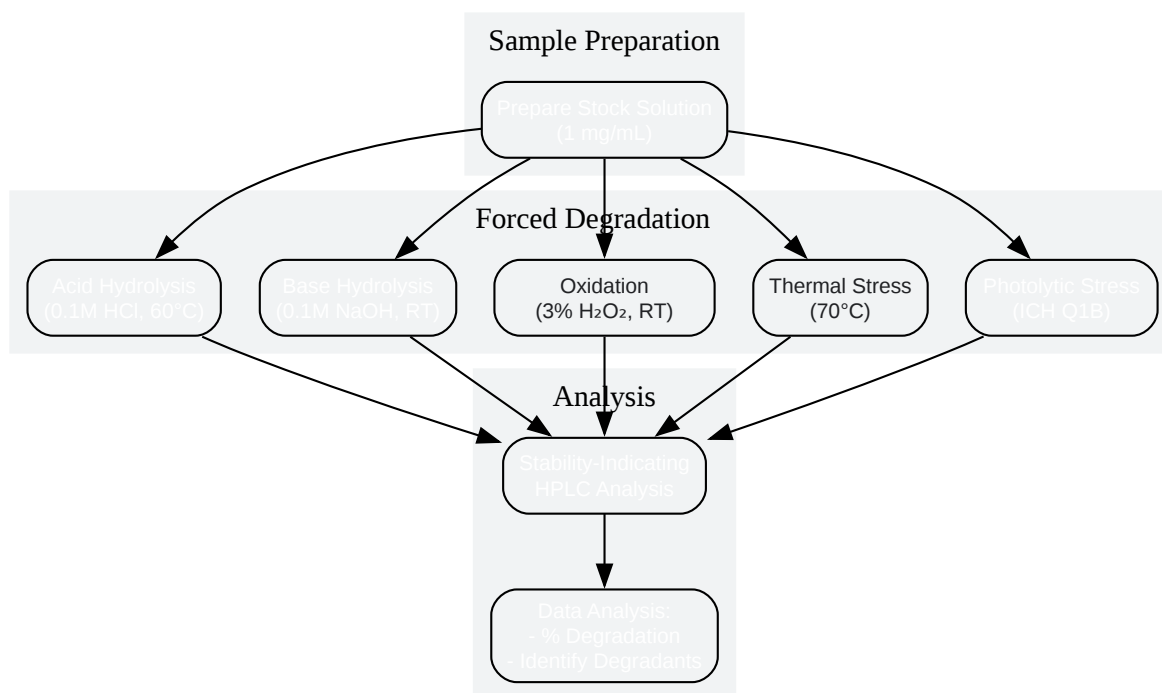 Sample Preparation
Prepare Stock Solution
(1 mg/mL)
Forced Degradation
Acid Hydrolysis
(0.1M HCl, 60°C)
Base Hydrolysis
(0.1M NaOH, RT)
Oxidation
(3% H₂O₂, RT)
Thermal Stress
(70°C)
Photolytic Stress
(ICH Q1B)
Analysis
Stability-Indicating
HPLC Analysis
Data Analysis:
- % Degradation
- Identify Degradants